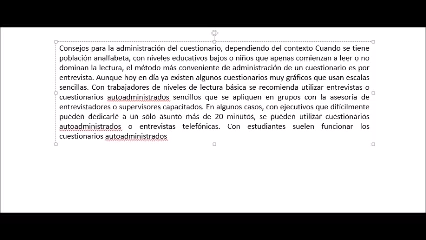 Consejos para la administración del cuestionario, dependiendo del contexto Cuando se tiene
población analfabeta, con niveles educativos bajos o niños que apenas comienzan a leer o no
dominan la lectura, el método más conveniente de administración de un cuestionario es por
entrevista. Aunque hoy en día ya existen algunos cuestionarios muy gráficos que usan escalas
sencillas. Con trabajadores de niveles de lectura básica se recomienda utilizar entrevistas o
cuestionarios autoadministrados sencillos que se apliquen en grupos con la asesoría de
entrevistadores o supervisores capacitados. En algunos casos, con ejecutivos que difícilmente
pueden dedicarle a un solo asunto más de 20 minutos, se pueden utilizar cuestionarios
autoadministrados o entrevistas telefónicas. Con estudiantes suelen funcionar los
cuestionarios autoadministrados